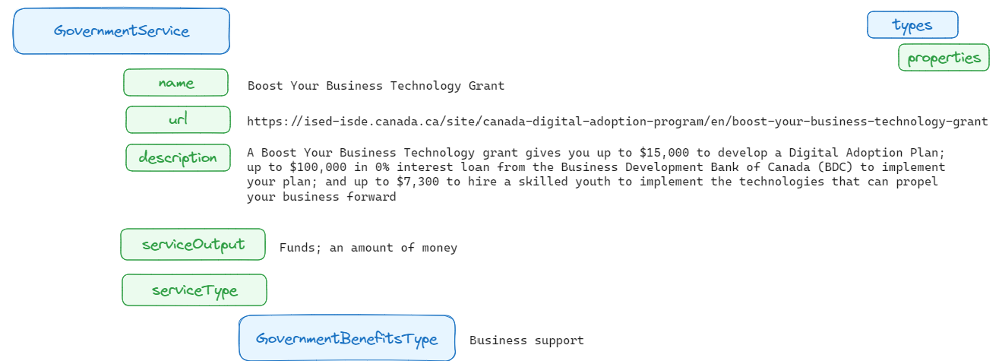 GovernmentService
types
properties
name
Boost Your Business Technology Grant
url
https://ised-isde.canada.ca/site/canada-digital-adoption-program/en/boost-your-business-technology-grant
description
A Boost Your Business Technology grant gives you up to $15,000 to develop a Digital Adoption Plan;
up to $100,000 in 0% interest loan from the Business Development Bank of Canada (BDC) to implement
your plan; and up to $7,300 to hire a skilled youth to implement the technologies that can propel
your business forward
serviceOutput
Funds; an amount of money
serviceType
GovernmentBenefitsType
Business support